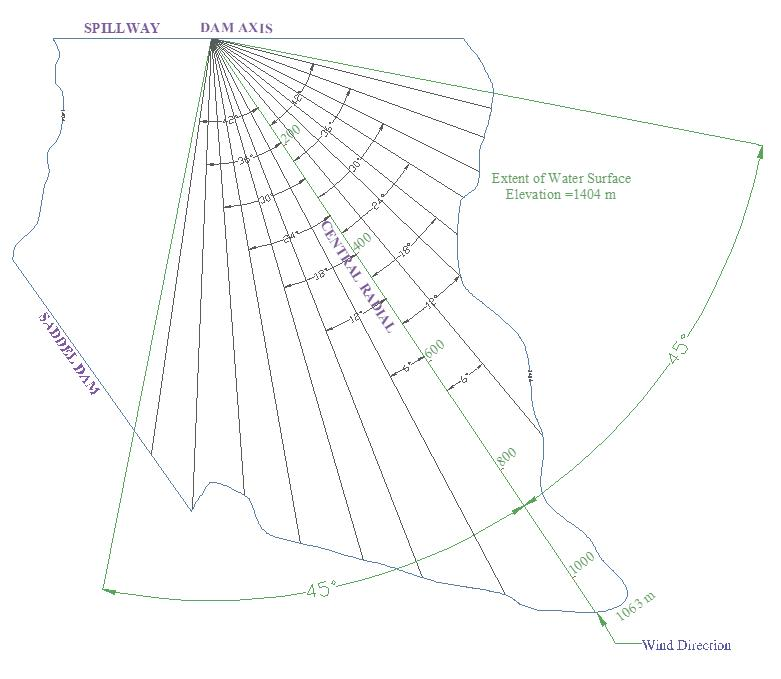 SPILLWAY
DAM AXIS
42°
42°
200
36°
36°
30°
30°
Extent of Water Surface
Elevation =1404 m
24°
24°
CENTRAL RADIAL
400
18°
18°
12°
12°
SADDEL DAM
600
6°
6°
45°
800
1000
45°
1063 m
Wind Direction